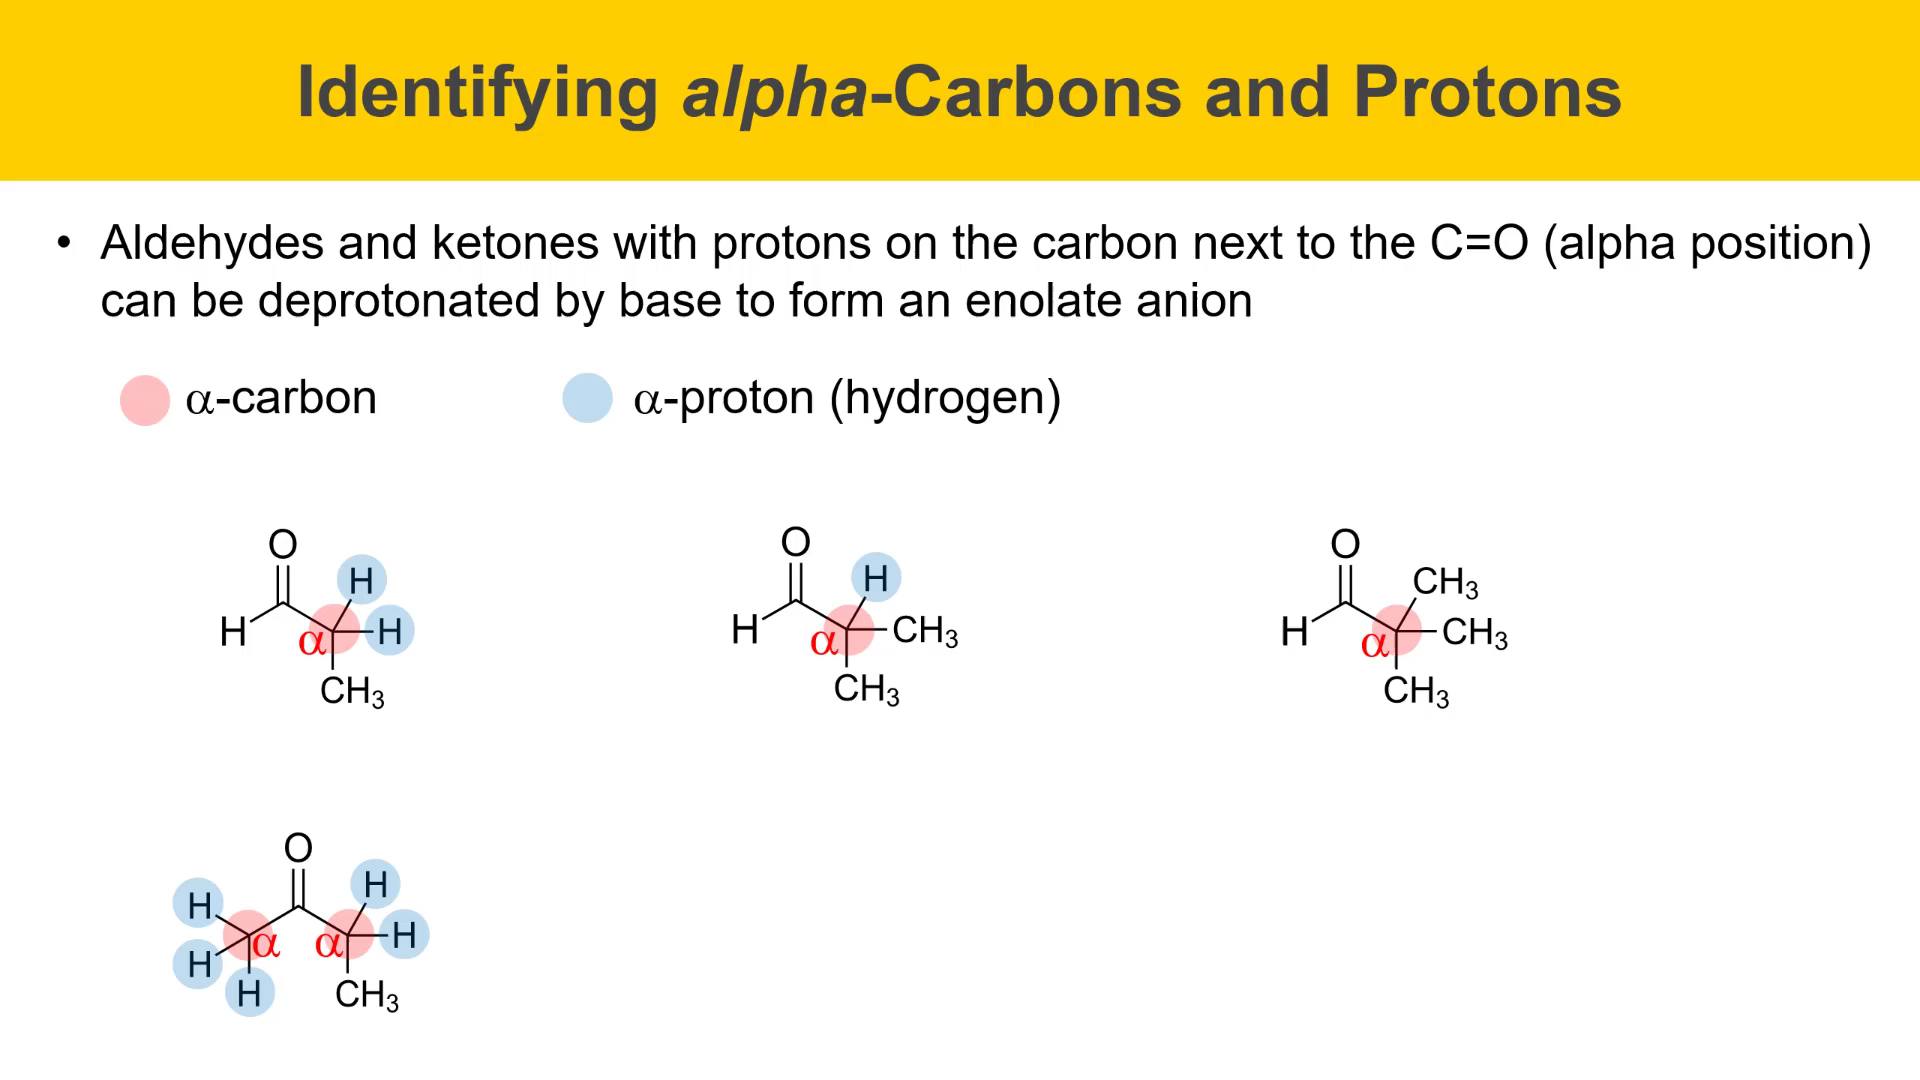 Identifying alpha-Carbons and Protons
• Aldehydes and ketones with protons on the carbon next to the C=O (alpha position)
can be deprotonated by base to form an enolate anion
α-carbon
α-proton (hydrogen)
O
H
H
α
H
CH3
O
H
H
α
CH3
CH3
O
CH3
H
α
CH3
CH3
O
H
H
α
α
H
H
H
CH3